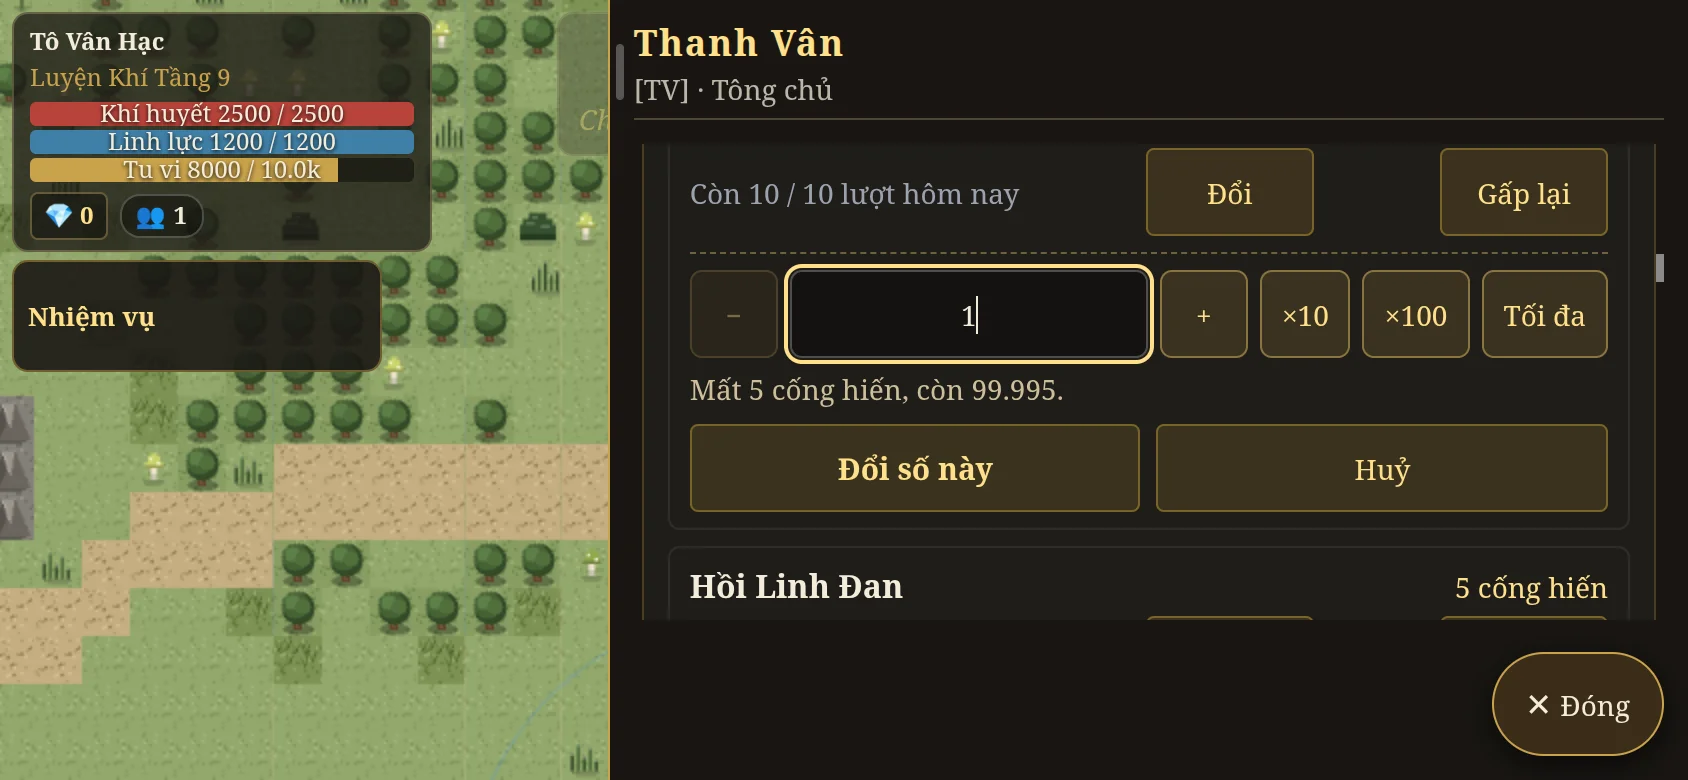 Tô Vân Hạc
Luyện Khí Tầng 9
Khí huyết 2500 / 2500
Linh lực 1200 / 1200
Tu vi 8000 / 10.0k
0
1
Nhiệm vụ
Thanh Vân
[TV] · Tông chủ
Còn 10 / 10 lượt hôm nay
Đổi
Gấp lại
−
1
+
×10
×100
Tối đa
Mất 5 cống hiến, còn 99.995.
Đổi số này
Huỷ
Hồi Linh Đan
5 cống hiến
✕ Đóng